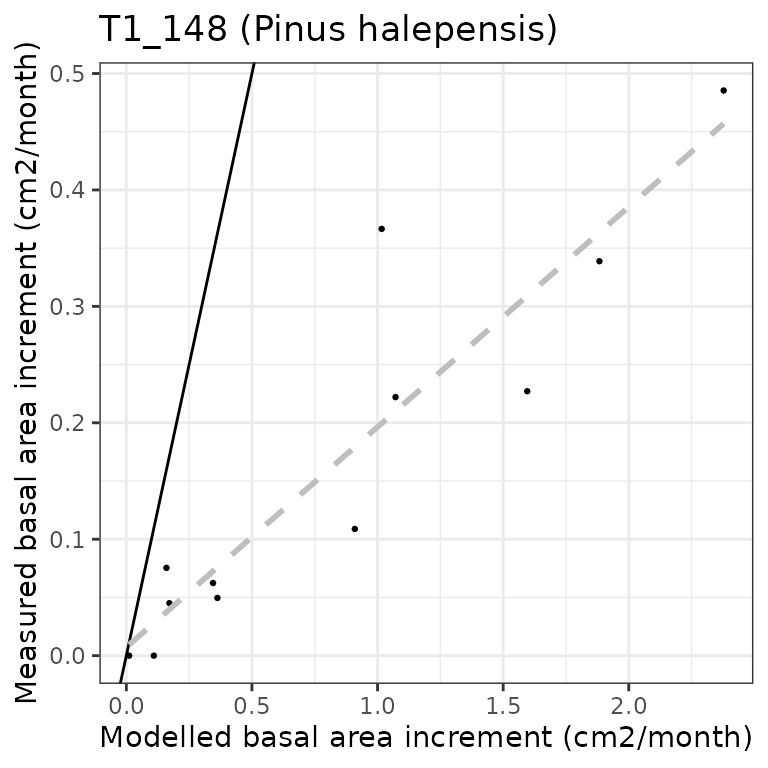 T1_148 (Pinus halepensis)
Measured basal area increment (cm2/month)
0.5
0.4
0.3
0.2
0.1
0.0
0.0 0.5 1.0 1.5 2.0
Modelled basal area increment (cm2/month)